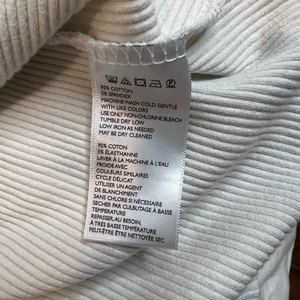 95% COTTON
5% SPANDEX
MACHINE WASH COLD GENTLE
WITH LIKE COLORS
USE ONLY NON-CHLORINE BLEACH
TUMBLE DRY LOW
LOW IRON AS NEEDED
MAY BE DRY CLEANED
95% COTON
5% ÉLASTHANNE
LAVER À LA MACHINE À L'EAU
FROIDE AVEC
COULEURS SIMILAIRES
CYCLE DÉLICAT
UTILISER UN AGENT
DE BLANCHIMENT
SANS CHLORE SI NÉCESSAIRE
SÉCHER PAR CULBUTAGE À BASSE
TEMPÉRATURE
REPASSER, AU BESOIN,
À TRÈS BASSE TEMPÉRATURE
PEUT-ÊTRE ÊTRE NETTOYÉE SEC